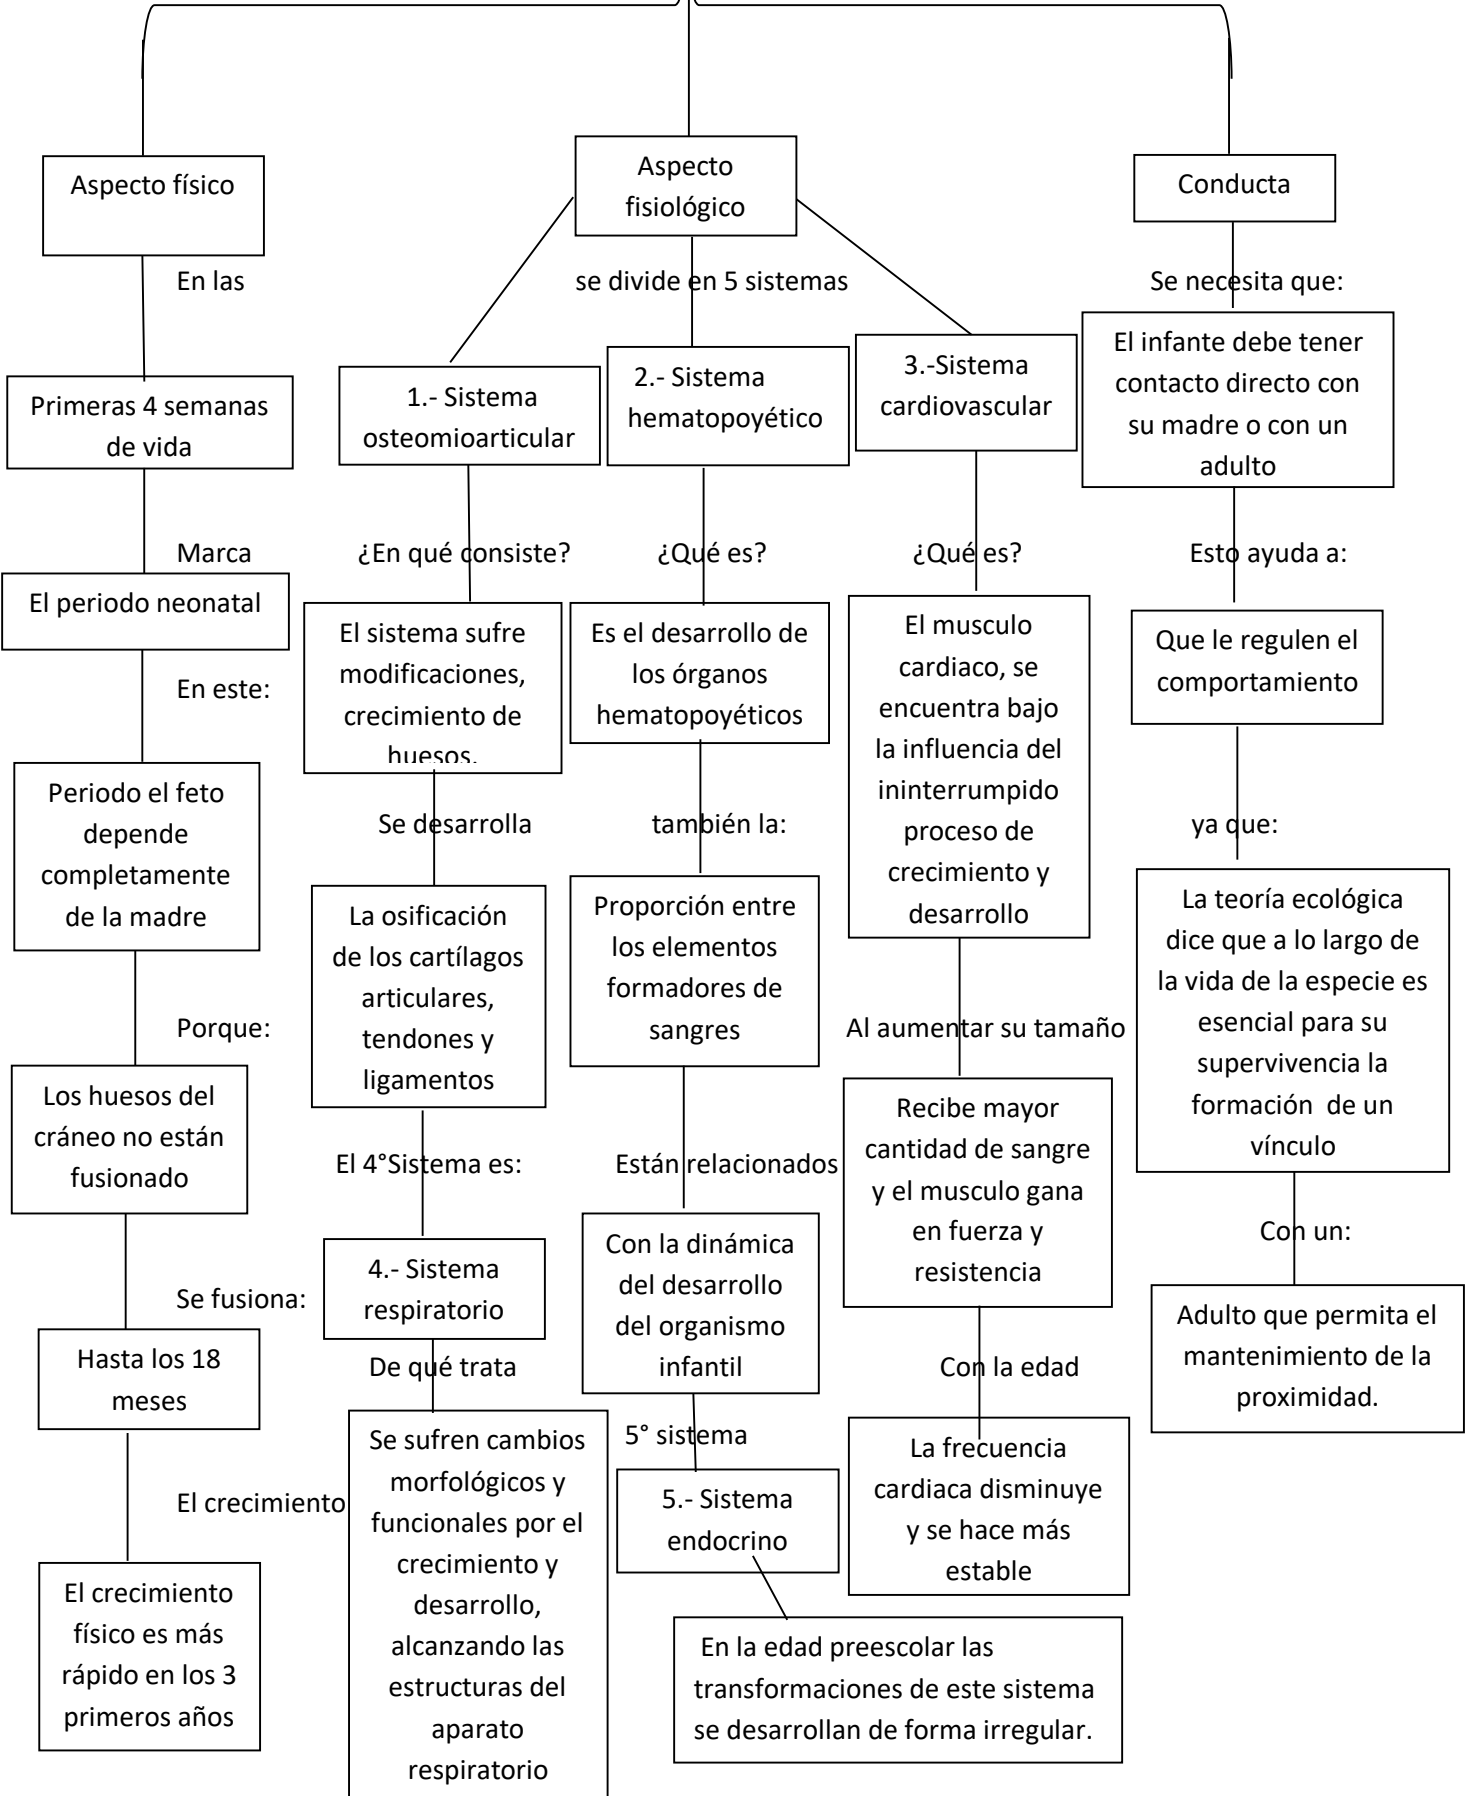 Aspecto físico
En las
Primeras 4 semanas
de vida
Marca
El periodo neonatal
En este:
Periodo el feto
depende
completamente
de la madre
Porque:
Los huesos del
cráneo no están
fusionado
Se fusiona:
Hasta los 18
meses
El crecimiento
El crecimiento
físico es más
rápido en los 3
primeros años
Aspecto
fisiológico
se divide en 5 sistemas
1.- Sistema
osteomioarticular
¿En qué consiste?
El sistema sufre
modificaciones,
crecimiento de
huesos.
Se desarrolla
La osificación
de los cartílagos
articulares,
tendones y
ligamentos
El 4°Sistema es:
4.- Sistema
respiratorio
De qué trata
Se sufren cambios
morfológicos y
funcionales por el
crecimiento y
desarrollo,
alcanzando las
estructuras del
aparato
respiratorio
2.- Sistema
hematopoyético
¿Qué es?
Es el desarrollo de
los órganos
hematopoyéticos
también la:
Proporción entre
los elementos
formadores de
sangres
Están relacionados
Con la dinámica
del desarrollo
del organismo
infantil
5° sistema
5.- Sistema
endocrino
En la edad preescolar las
transformaciones de este sistema
se desarrollan de forma irregular.
3.-Sistema
cardiovascular
¿Qué es?
El musculo
cardiaco, se
encuentra bajo
la influencia del
ininterrumpido
proceso de
crecimiento y
desarrollo
Al aumentar su tamaño
Recibe mayor
cantidad de sangre
y el musculo gana
en fuerza y
resistencia
Con la edad
La frecuencia
cardiaca disminuye
y se hace más
estable
Conducta
Se necesita que:
El infante debe tener
contacto directo con
su madre o con un
adulto
Esto ayuda a:
Que le regulen el
comportamiento
ya que:
La teoría ecológica
dice que a lo largo de
la vida de la especie es
esencial para su
supervivencia la
formación  de un
vínculo
Con un:
Adulto que permita el
mantenimiento de la
proximidad.